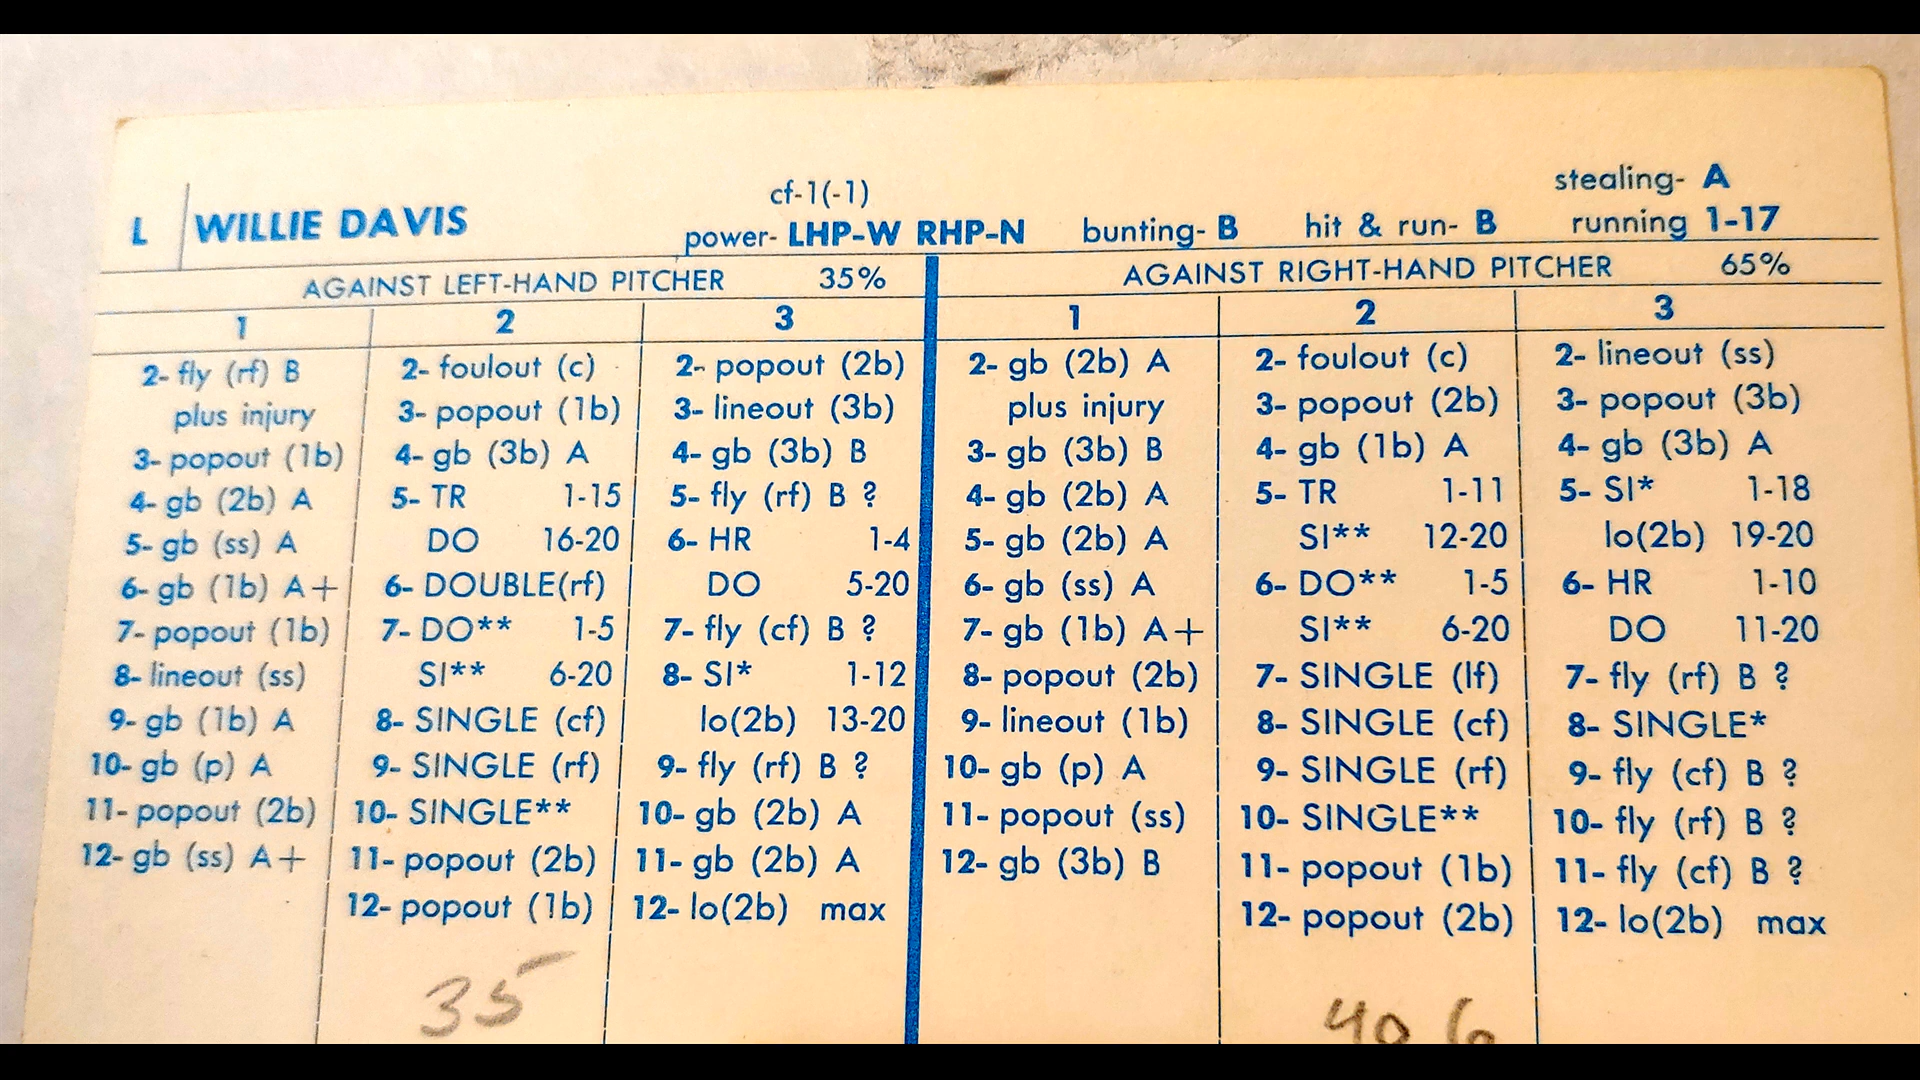 L WILLIE DAVIS
cf-1(-1)
power- LHP-W RHP-N
bunting- B
hit & run- B
stealing- A
running 1-17
AGAINST LEFT-HAND PITCHER 35%
1
2- fly (rf) B
plus injury
3- popout (1b)
4- gb (2b) A
5- gb (ss) A
6- gb (1b) A+
7- popout (1b)
8- lineout (ss)
9- gb (1b) A
10- gb (p) A
11- popout (2b)
12- gb (ss) A+
2
2- foulout (c)
3- popout (1b)
4- gb (3b) A
5- TR 1-15
DO 16-20
6- DOUBLE(rf)
7- DO** 1-5
SI** 6-20
8- SINGLE (cf)
9- SINGLE (rf)
10- SINGLE**
11- popout (2b)
12- popout (1b)
35
3
2- popout (2b)
3- lineout (3b)
4- gb (3b) B
5- fly (rf) B ?
6- HR 1-4
DO 5-20
7- fly (cf) B ?
8- SI* 1-12
lo(2b) 13-20
9- fly (rf) B ?
10- gb (2b) A
11- gb (2b) A
12- lo(2b) max
AGAINST RIGHT-HAND PITCHER 65%
1
2- gb (2b) A
plus injury
3- gb (3b) B
4- gb (2b) A
5- gb (2b) A
6- gb (ss) A
7- gb (1b) A+
8- popout (2b)
9- lineout (1b)
10- gb (p) A
11- popout (ss)
12- gb (3b) B
2
2- foulout (c)
3- popout (2b)
4- gb (1b) A
5- TR 1-11
SI** 12-20
6- DO** 1-5
SI** 6-20
7- SINGLE (lf)
8- SINGLE (cf)
9- SINGLE (rf)
10- SINGLE**
11- popout (1b)
12- popout (2b)
40 6
3
2- lineout (ss)
3- popout (3b)
4- gb (3b) A
5- SI* 1-18
lo(2b) 19-20
6- HR 1-10
DO 11-20
7- fly (rf) B ?
8- SINGLE*
9- fly (cf) B ?
10- fly (rf) B ?
11- fly (cf) B ?
12- lo(2b) max